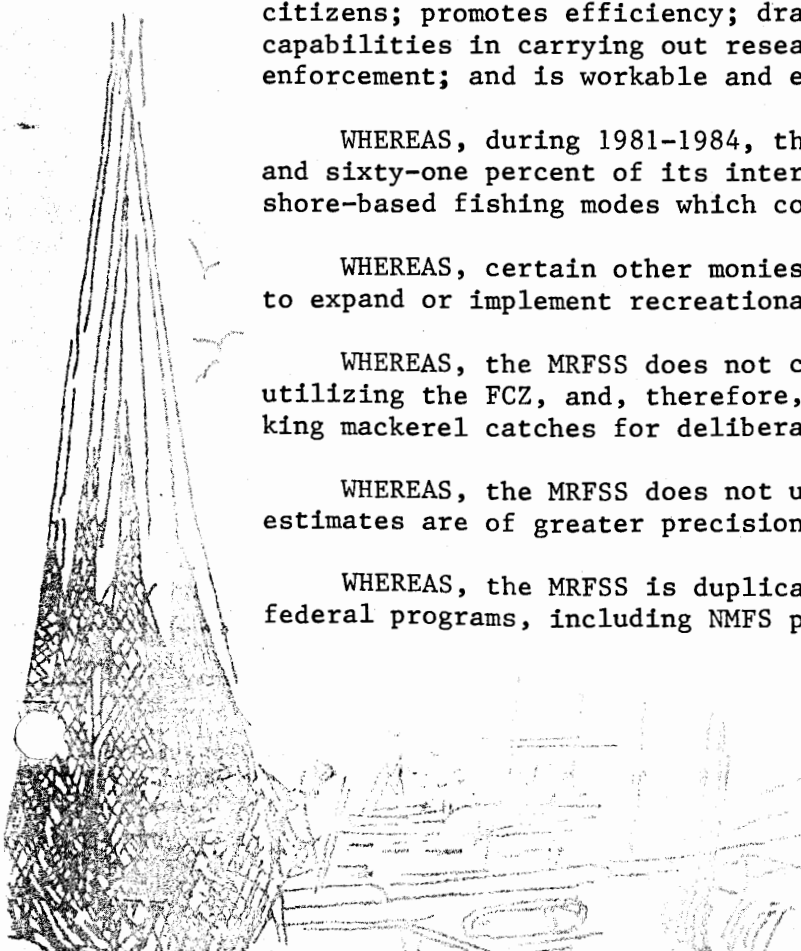 citizens; promotes efficiency; dra
capabilities in carrying out resea
enforcement; and is workable and e
WHEREAS, during 1981-1984, th
and sixty-one percent of its inter
shore-based fishing modes which co
WHEREAS, certain other monies
to expand or implement recreationa
WHEREAS, the MRFSS does not c
utilizing the FCZ, and, therefore,
king mackerel catches for delibera
WHEREAS, the MRFSS does not u
estimates are of greater precision
WHEREAS, the MRFSS is duplica
federal programs, including NMFS p